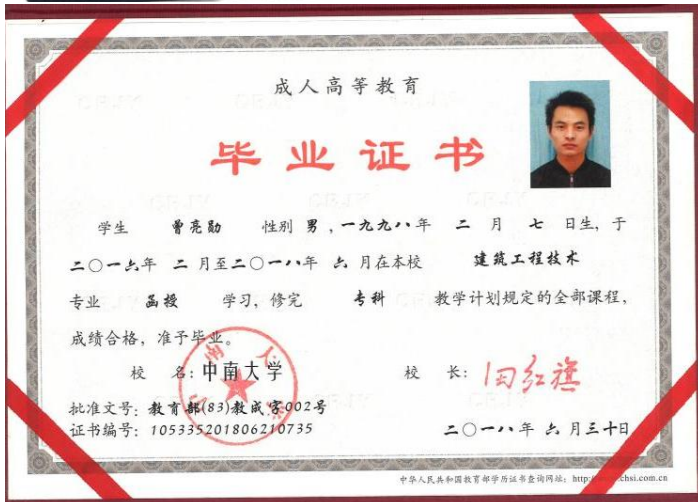 成人高等教育
毕业证书
学生 曾亮勋 性别 男，一九九八年 二 月 七 日生，于
二〇一六年 二 月至二〇一八年 六 月在本校 建筑工程技术
专业 函授 学习，修完 专科 教学计划规定的全部课程，
成绩合格，准予毕业。
校 名：中南大学 校 长：田红旗
批准文号：教育部(83)教成字002号
证书编号：105335201806210735 二〇一八年 六 月三十日
中华人民共和国教育部学历证书查询网址：http chsi.com.cn